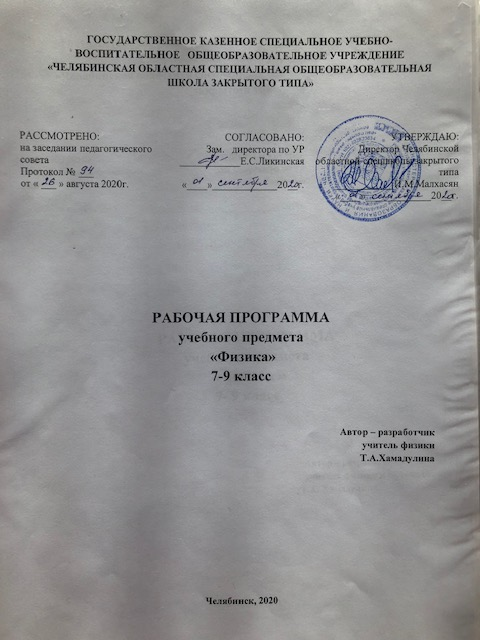 ГОСУДАРСТВЕННОЕ КАЗЕННОЕ СПЕЦИАЛЬНОЕ УЧЕБНО-
ВОСПИТАТЕЛЬНОЕ ОБЩЕОБРАЗОВАТЕЛЬНОЕ УЧРЕЖДЕНИЕ
«ЧЕЛЯБИНСКАЯ ОБЛАСТНАЯ СПЕЦИАЛЬНАЯ ОБЩЕОБРАЗОВАТЕЛЬНАЯ
ШКОЛА ЗАКРЫТОГО ТИПА»
РАССМОТРЕНО:
на заседании педагогического
совета
Протокол № 94
от « 26 » августа 2020г.
СОГЛАСОВАНО:
Зам. директора по УР
Е.С.Ликинская
« 01 » сентября 2020г.
УТВЕРЖДАЮ:
Директор Челябинской
областной спецшколы закрытого
типа
И.М.Малхасян
сентября 2020г.
РАБОЧАЯ ПРОГРАММА
учебного предмета
«Физика»
7-9 класс
Автор – разработчик
учитель физики
Т.А.Хамадулина
Челябинск, 2020